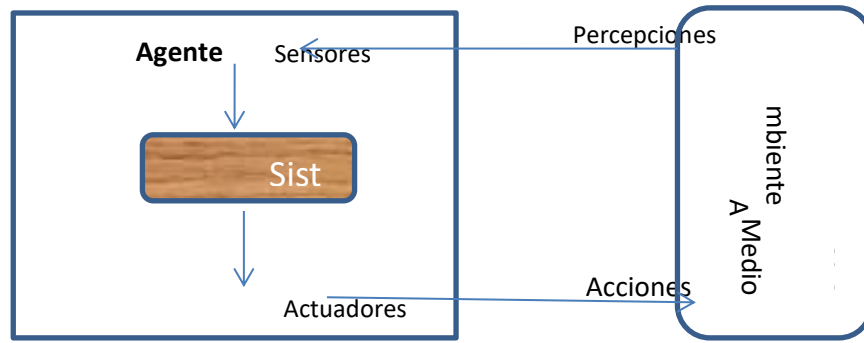 Agente
Sensores
Percepciones
Sist
Medio
A
mbiente
Actuadores
Acciones